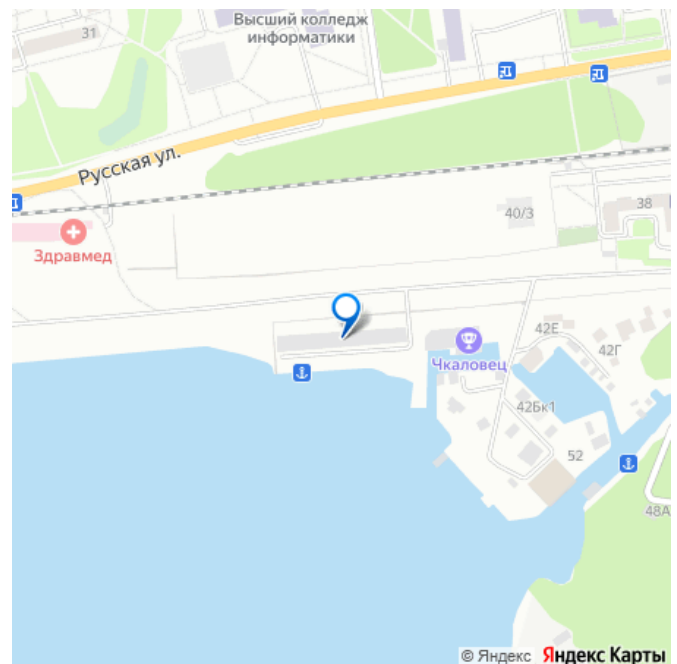 Высший колледж
информатики
31
Русская ул.
40/3
38
Здравмед
42Е
42Г
Чкаловец
42Бк1
52
48А
© Яндекс Яндекс Карты